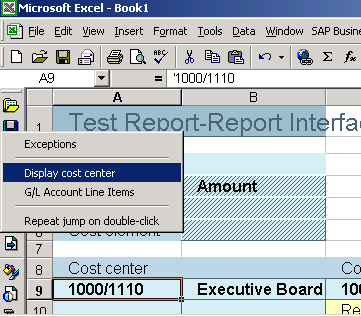 Microsoft Excel - Book1
File Edit View Insert Format Tools Data Window SAP Busine
A9 = '1000/1110
A B
1 Test Report-Report Interfa
Exceptions
Display cost center
Amount
G/L Account Line Items
Repeat jump on double-click
6 Cost element
7
8 Cost center Co
9 1000/1110 Executive Board 10
10 Re